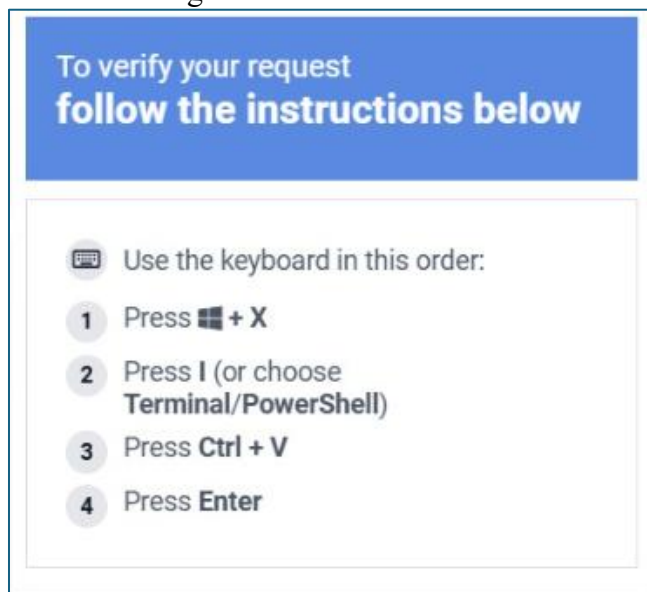 To verify your request
follow the instructions below
Use the keyboard in this order:
1 Press + X
2 Press I (or choose
Terminal/PowerShell)
3 Press Ctrl + V
4 Press Enter